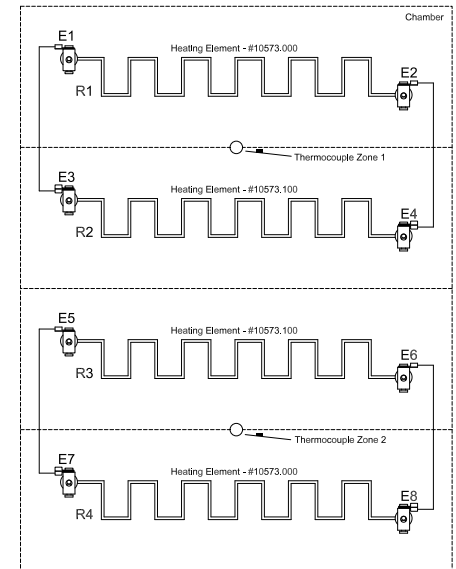 Chamber
E1
Heating Element - #10573.000
E2
R1
Thermocouple Zone 1
E3
Heating Element - #10573.100
E4
R2
E5
Heating Element - #10573.100
E6
R3
Thermocouple Zone 2
E7
Heating Element - #10573.000
E8
R4